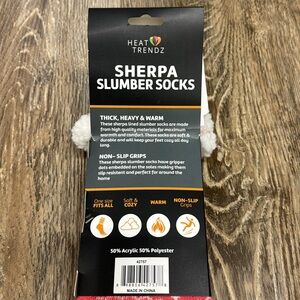 HEAT
TRENDZ
SHERPA
SLUMBER SOCKS
THICK, HEAVY & WARM
These sherpa lined slumber socks are made
from high quality materials for maximum
warmth and comfort. These socks are soft &
durable and will keep your feet cozy all day
long.
NON- SLIP GRIPS
These sherpa slumber socks have gripper
dots embedded on the soles making them
slip resistant and perfect for around the
home
One size
FITS ALL
Soft &
COZY
WARM
NON-SLIP
Grips
50% Acrylic 50% Polyester
42757
MADE IN CHINA